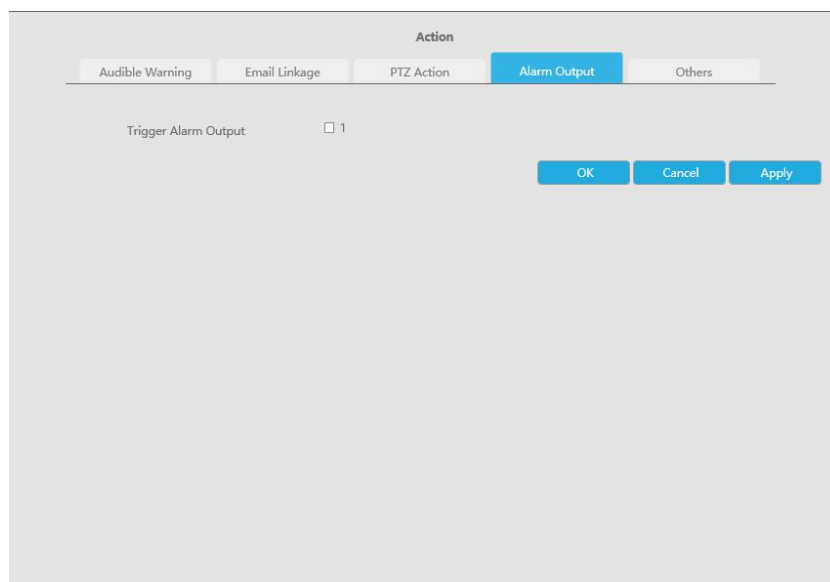 Action
Audible Warning Email Linkage PTZ Action Alarm Output Others
Trigger Alarm Output 1
OK Cancel Apply